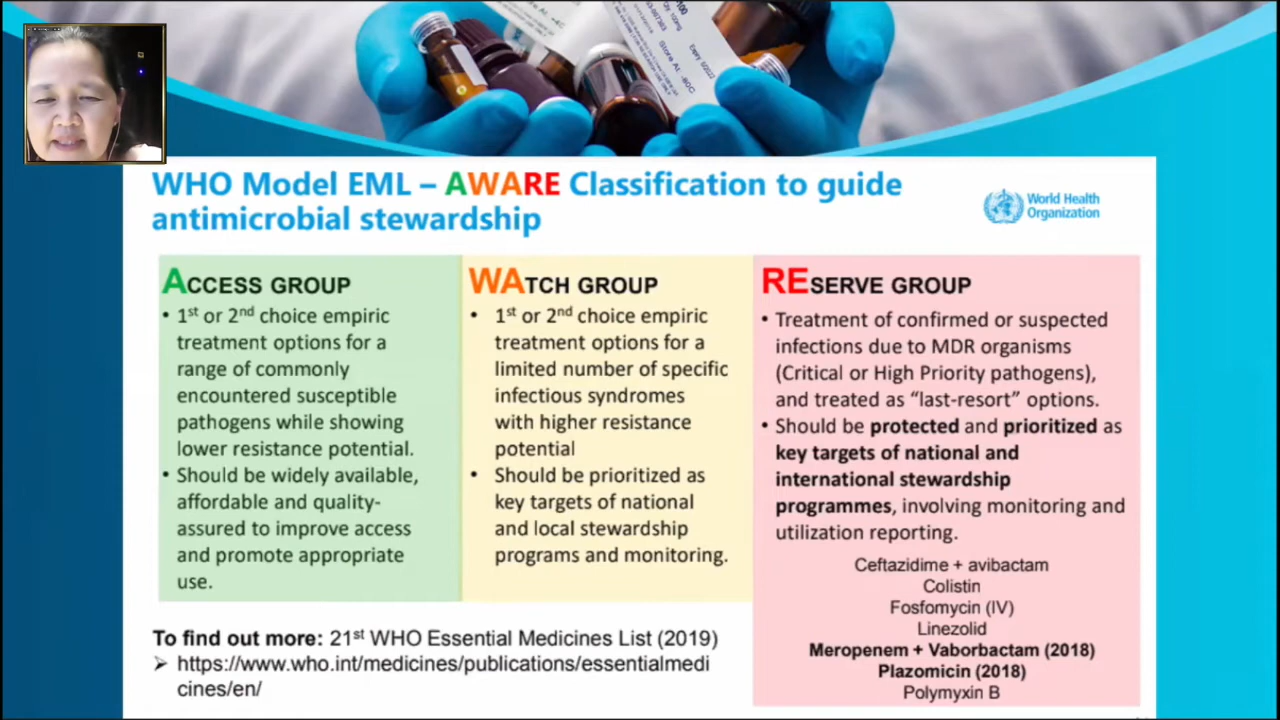 WHO Model EML – AWARE Classification to guide
antimicrobial stewardship
World Health
Organization
ACCESS GROUP
• 1st or 2nd choice empiric
treatment options for a
range of commonly
encountered susceptible
pathogens while showing
lower resistance potential.
• Should be widely available,
affordable and quality-
assured to improve access
and promote appropriate
use.
WATCH GROUP
• 1st or 2nd choice empiric
treatment options for a
limited number of specific
infectious syndromes
with higher resistance
potential
• Should be prioritized as
key targets of national
and local stewardship
programs and monitoring.
RESERVE GROUP
• Treatment of confirmed or suspected
infections due to MDR organisms
(Critical or High Priority pathogens),
and treated as “last-resort” options.
• Should be protected and prioritized as
key targets of national and
international stewardship
programmes, involving monitoring and
utilization reporting.
Ceftazidime + avibactam
Colistin
Fosfomycin (IV)
Linezolid
Meropenem + Vaborbactam (2018)
Plazomicin (2018)
Polymyxin B
To find out more: 21st WHO Essential Medicines List (2019)
➢ https://www.who.int/medicines/publications/essentialmedi
cines/en/